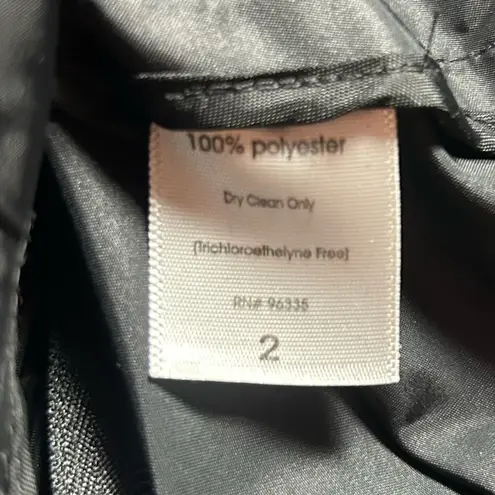 100% polyester
Dry Clean Only
(Trichloroethelyne Free)
RN# 96335
2